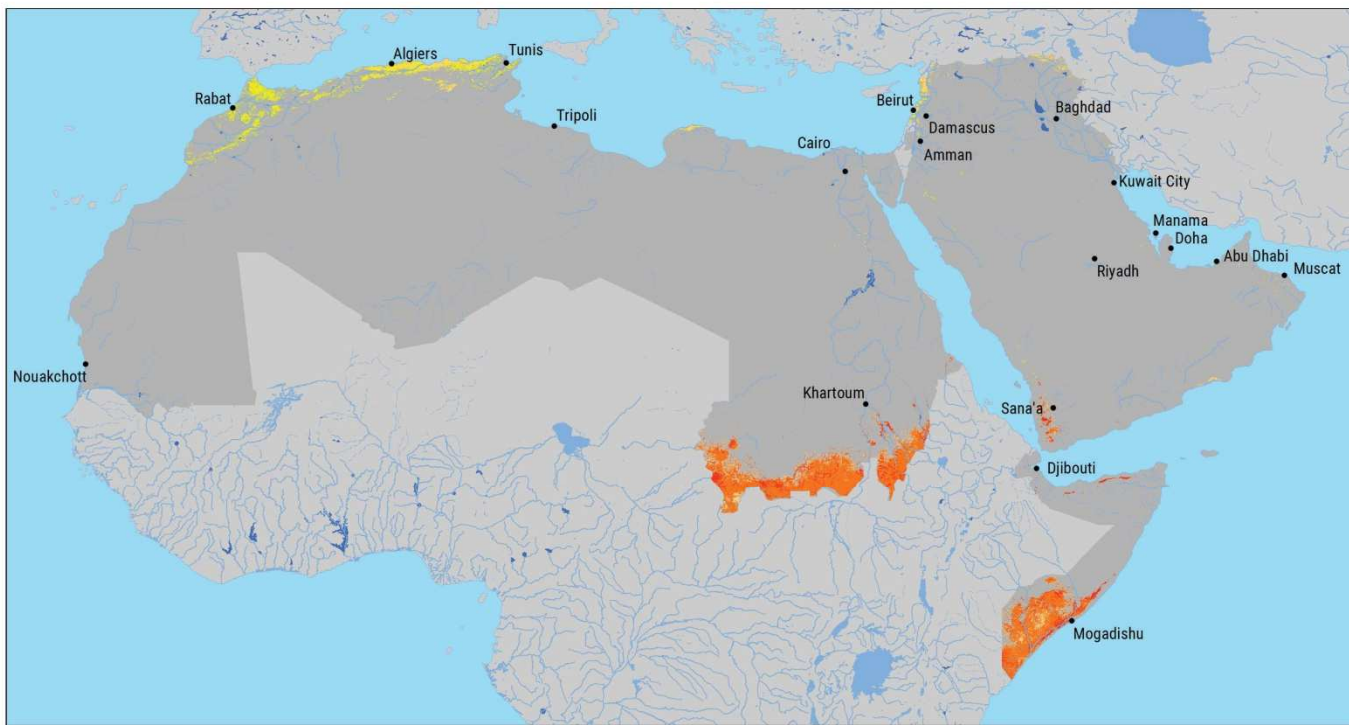 Algiers
Tunis
Rabat
Tripoli
Beirut
Baghdad
Damascus
Cairo
Amman
Kuwait City
Manama
Doha
Abu Dhabi
Riyadh
Muscat
Nouakchott
Khartoum
Sana'a
Djibouti
Mogadishu